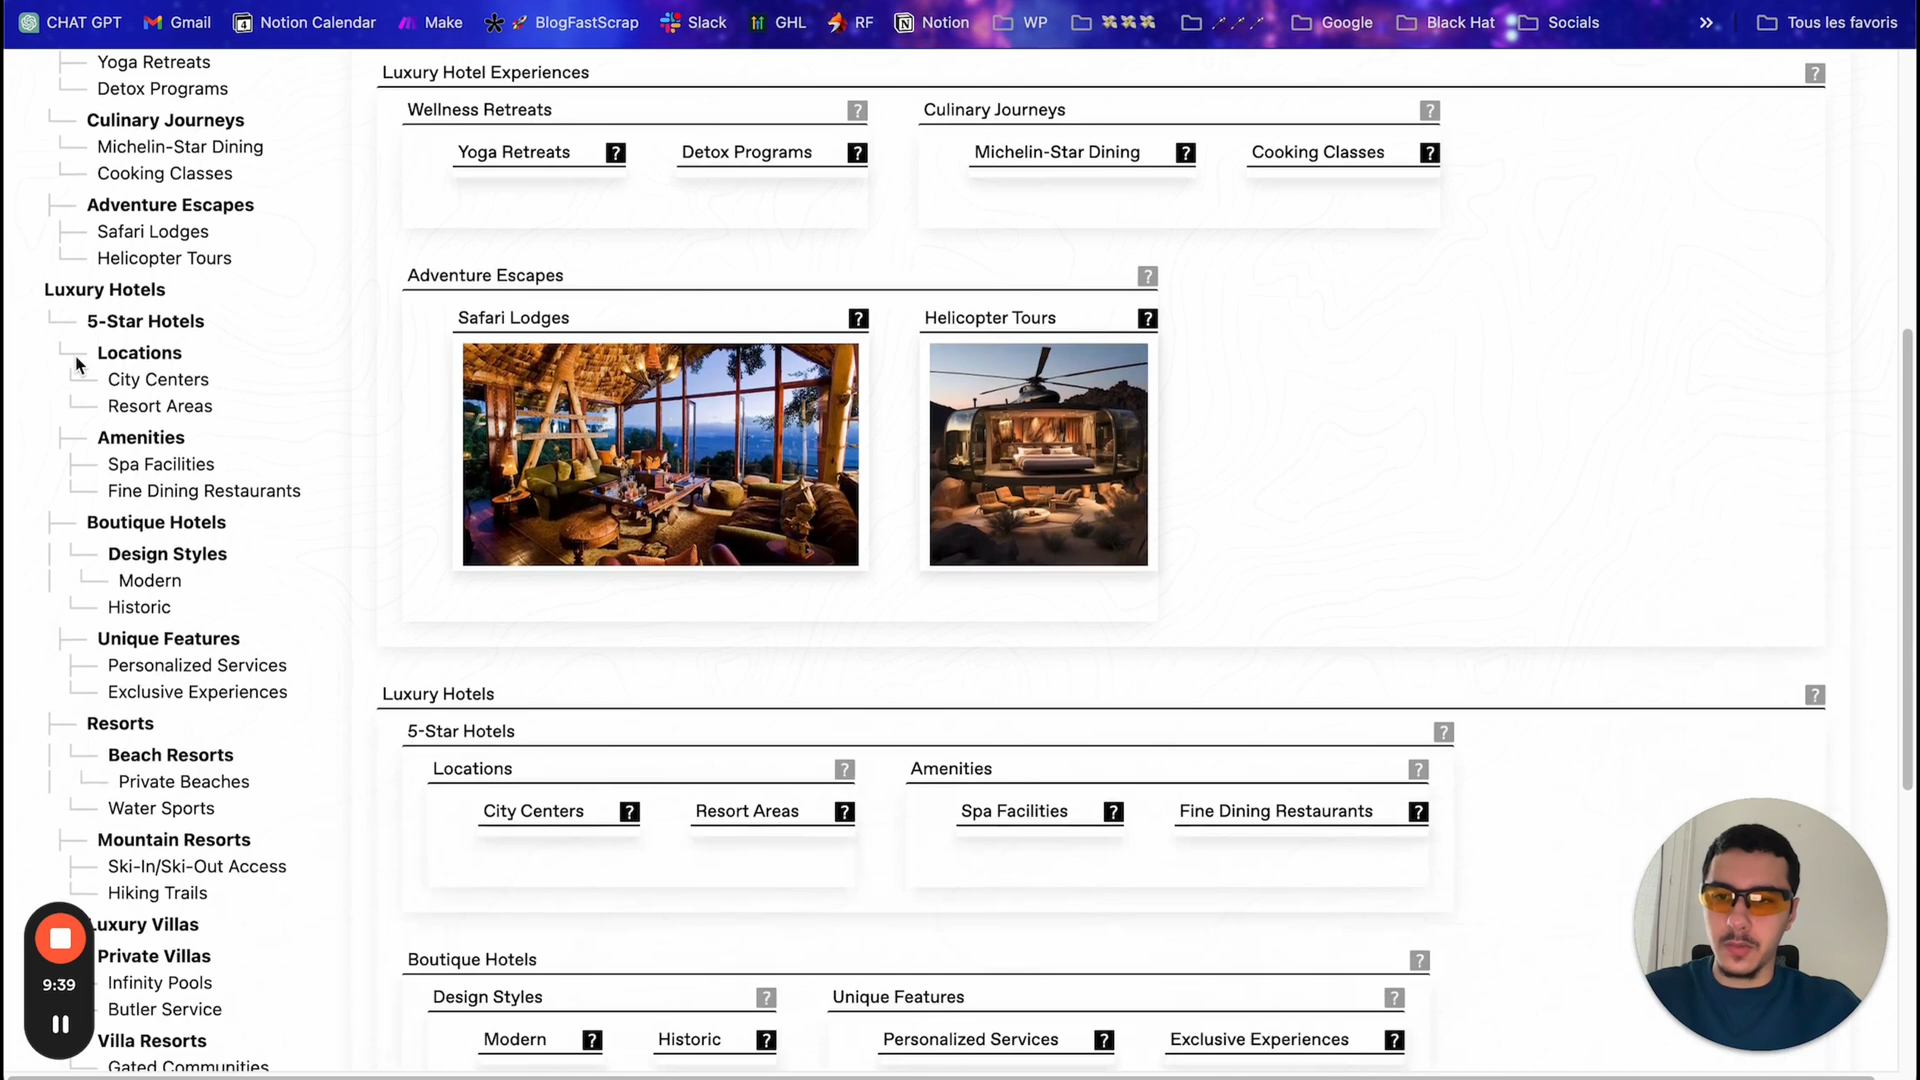 CHAT GPT Gmail 4 Notion Calendar Make BlogFastScrap Slack GHL RF Notion WP Google Black Hat Socials » Tous les favoris
Yoga Retreats
Detox Programs
Culinary Journeys
Michelin-Star Dining
Cooking Classes
Adventure Escapes
Safari Lodges
Helicopter Tours
Luxury Hotels
5-Star Hotels
Locations
City Centers
Resort Areas
Amenities
Spa Facilities
Fine Dining Restaurants
Boutique Hotels
Design Styles
Modern
Historic
Unique Features
Personalized Services
Exclusive Experiences
Resorts
Beach Resorts
Private Beaches
Water Sports
Mountain Resorts
Ski-In/Ski-Out Access
Hiking Trails
Luxury Villas
Private Villas
Infinity Pools
Butler Service
Villa Resorts
Gated Communities
9:39
Luxury Hotel Experiences ?
Wellness Retreats ? Culinary Journeys ?
Yoga Retreats ? Detox Programs ? Michelin-Star Dining ? Cooking Classes ?
Adventure Escapes ?
Safari Lodges ? Helicopter Tours ?
Luxury Hotels ?
5-Star Hotels ?
Locations ? Amenities ?
City Centers ? Resort Areas ? Spa Facilities ? Fine Dining Restaurants ?
Boutique Hotels ?
Design Styles ? Unique Features ?
Modern ? Historic ? Personalized Services ? Exclusive Experiences ?